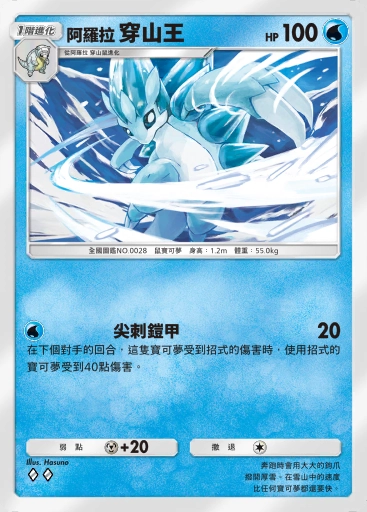 1階進化 阿羅拉 穿山王 HP 100
從阿羅拉 穿山鼠進化
全國圖鑑NO.0028 鼠寶可夢 身高：1.2m 體重：55.0kg
尖刺鎧甲 20
在下個對手的回合，這隻寶可夢受到招式的傷害時，使用招式的
寶可夢受到40點傷害。
弱點 +20 撤退
Illus. Hasuno
奔跑時會用大大的鉤爪
撥開厚雪，在雪山中的速度
比任何寶可夢都還要快。